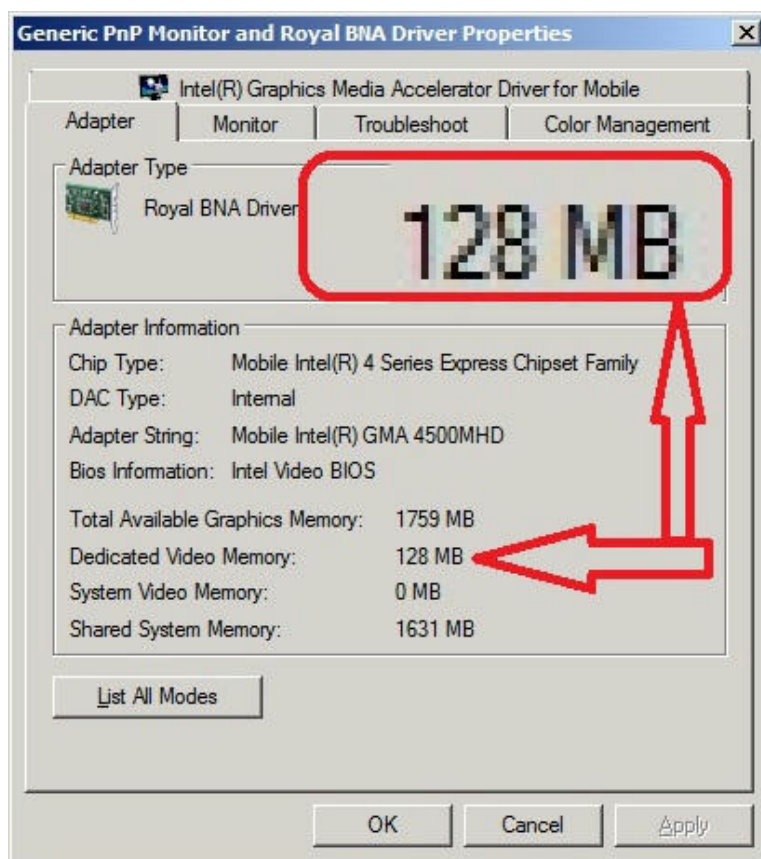 Generic PnP Monitor and Royal BNA Driver Properties
Intel(R) Graphics Media Accelerator Driver for Mobile
Adapter Monitor Troubleshoot Color Management
Adapter Type
Royal BNA Driver
128 MB
Adapter Information
Chip Type: Mobile Intel(R) 4 Series Express Chipset Family
DAC Type: Internal
Adapter String: Mobile Intel(R) GMA 4500MHD
Bios Information: Intel Video BIOS
Total Available Graphics Memory: 1759 MB
Dedicated Video Memory: 128 MB
System Video Memory: 0 MB
Shared System Memory: 1631 MB
List All Modes
OK Cancel Apply